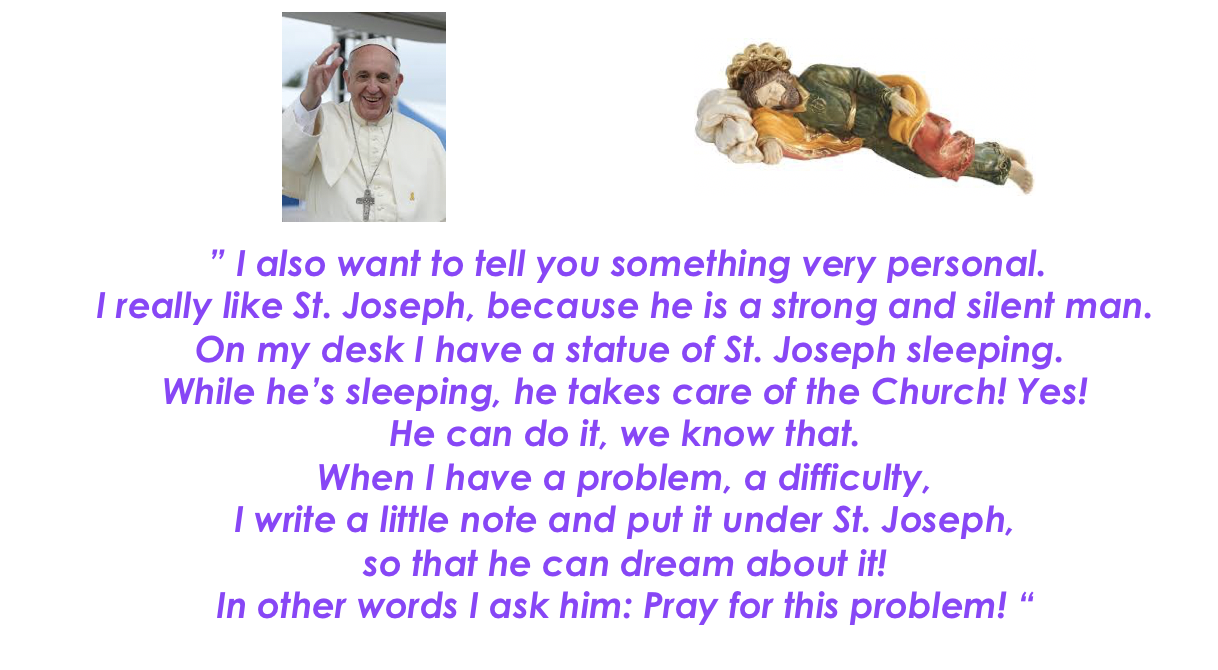 ” I also want to tell you something very personal.
I really like St. Joseph, because he is a strong and silent man.
On my desk I have a statue of St. Joseph sleeping.
While he’s sleeping, he takes care of the Church! Yes!
He can do it, we know that.
When I have a problem, a difficulty,
I write a little note and put it under St. Joseph,
so that he can dream about it!
In other words I ask him: Pray for this problem! “